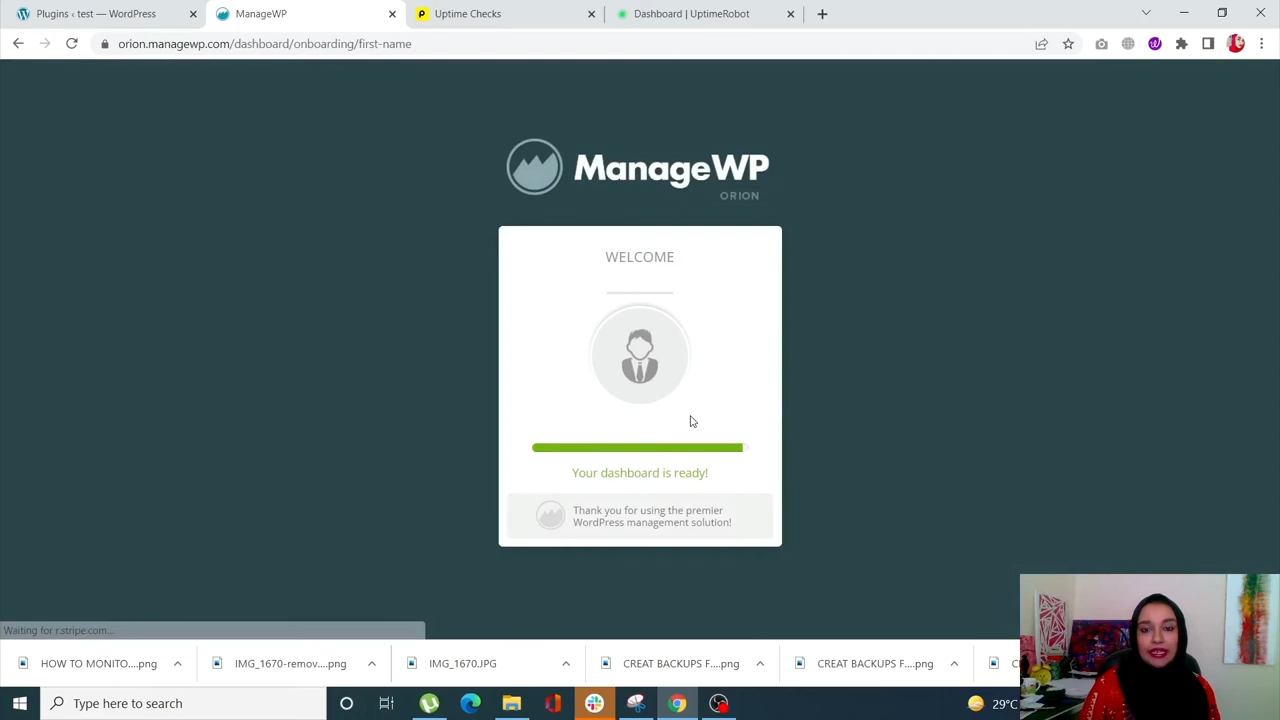 Plugins ‹ test — WordPress
ManageWP
Uptime Checks
Dashboard | UptimeRobot
orion.managewp.com/dashboard/onboarding/first-name
ManageWP
ORION
WELCOME
Your dashboard is ready!
Thank you for using the premier
WordPress management solution!
Waiting for r.stripe.com...
HOW TO MONITO....png
IMG_1670-remov....png
IMG_1670.JPG
CREAT BACKUPS F....png
CREAT BACKUPS F....png
Type here to search
29°C